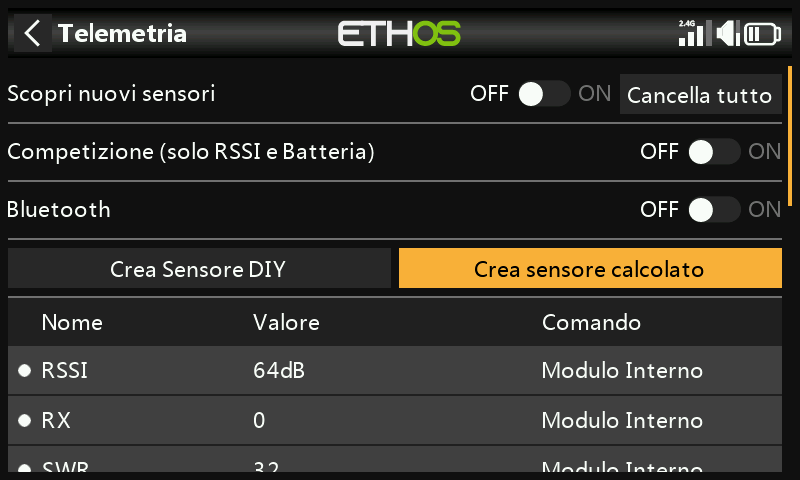 Telemetria ETHOS 2.4G
Scopri nuovi sensori OFF ON Cancella tutto
Competizione (solo RSSI e Batteria) OFF ON
Bluetooth OFF ON
Crea Sensore DIY Crea sensore calcolato
Nome Valore Comando
RSSI 64dB Modulo Interno
RX 0 Modulo Interno
SWR 32 Modulo Interno